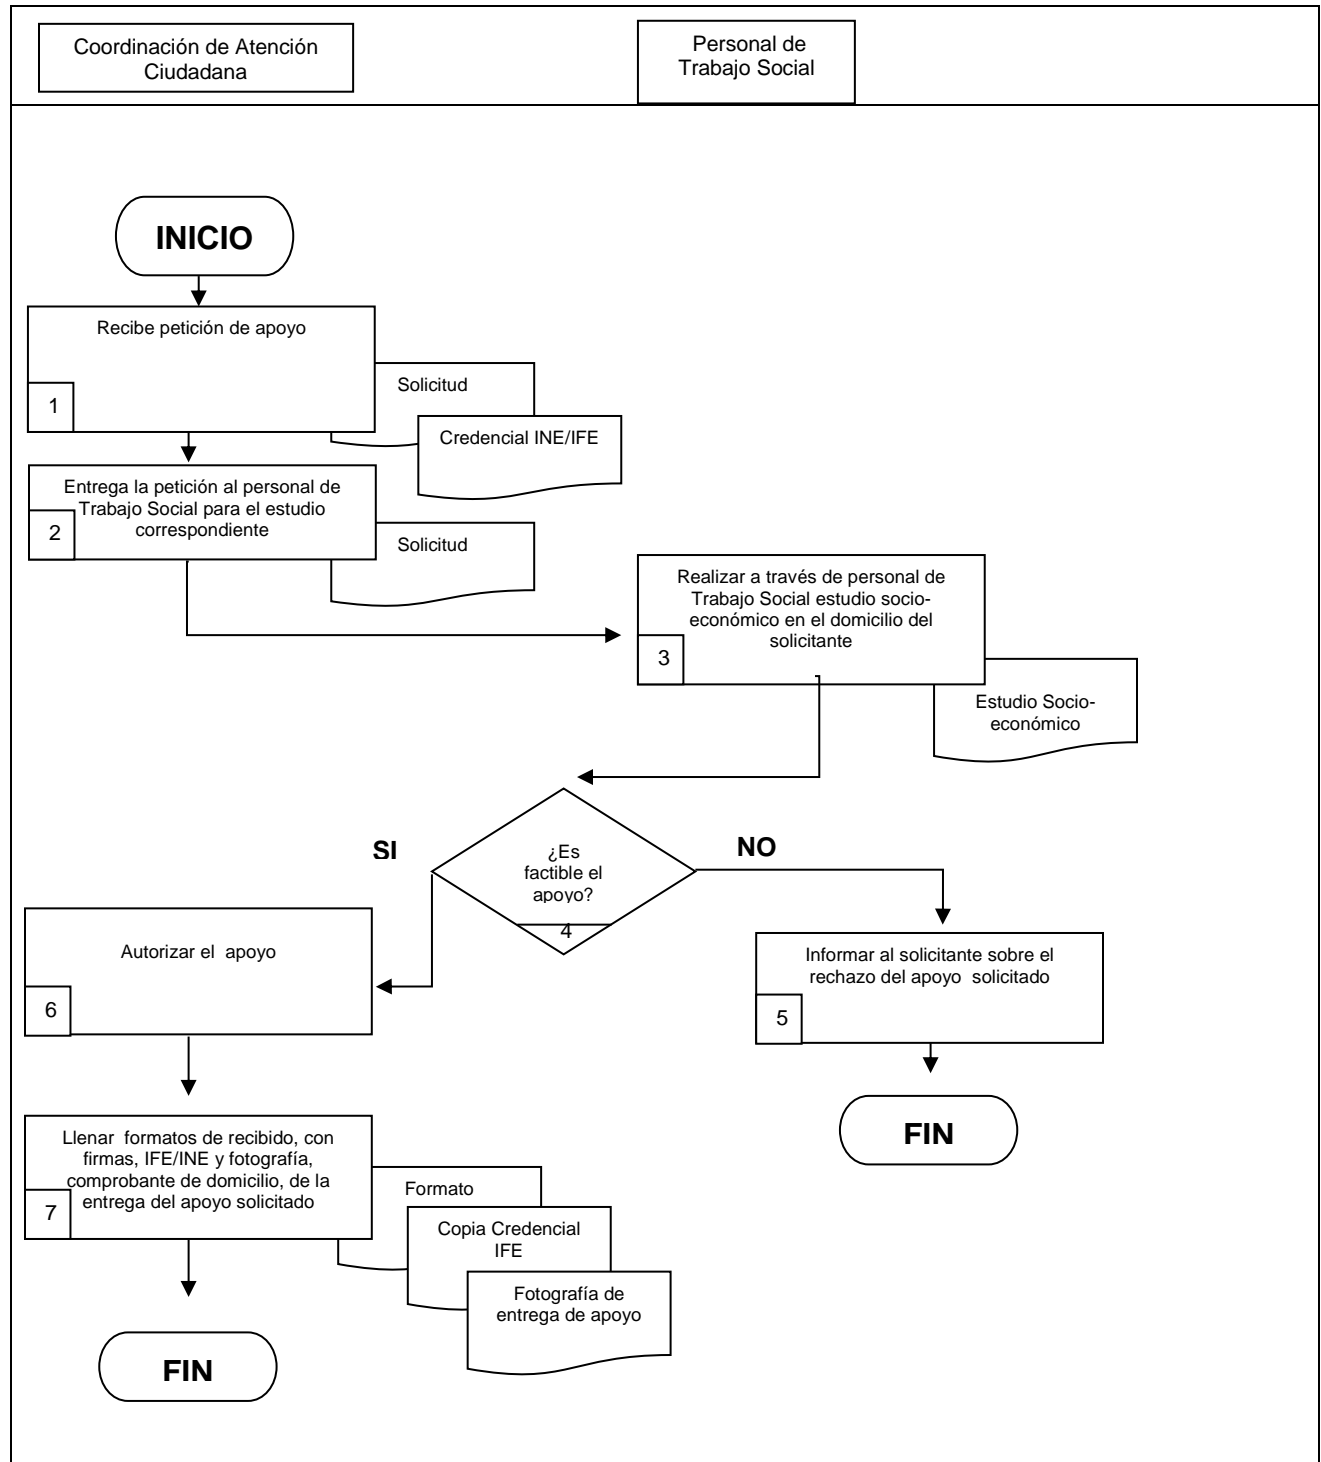 Coordinación de Atención
Ciudadana
Personal de
Trabajo Social
INICIO
Recibe petición de apoyo
1
Solicitud
Credencial INE/IFE
Entrega la petición al personal de
Trabajo Social para el estudio
correspondiente
2
Solicitud
Realizar a través de personal de
Trabajo Social estudio socio-
económico en el domicilio del
solicitante
3
Estudio Socio-
económico
¿Es
factible el
apoyo?
4
SI
NO
Informar al solicitante sobre el
rechazo del apoyo solicitado
5
FIN
Autorizar el apoyo
6
Llenar formatos de recibido, con
firmas, IFE/INE y fotografía,
comprobante de domicilio, de la
entrega del apoyo solicitado
7
Formato
Copia Credencial
IFE
Fotografía de
entrega de apoyo
FIN